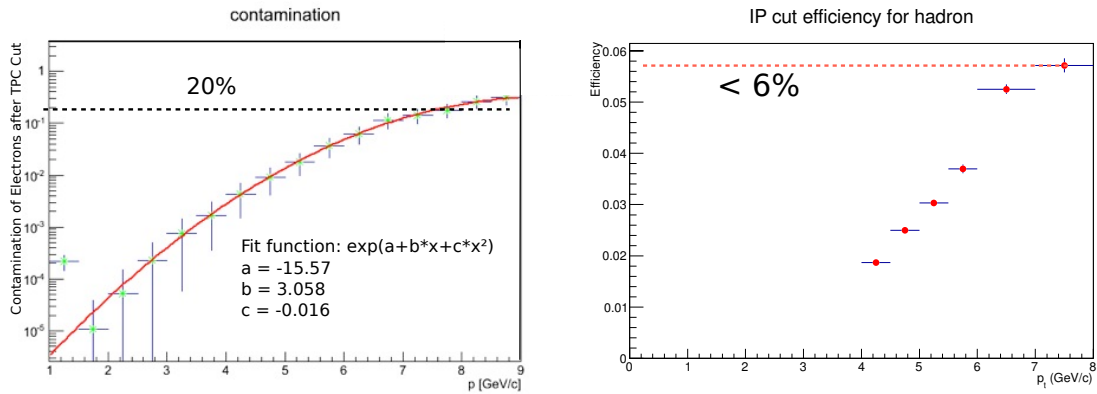 contamination
Contamination of Electrons after TPC Cut
1
10⁻¹
10⁻²
10⁻³
10⁻⁴
10⁻⁵
20%
Fit function: exp(a+b*x+c*x²)
a = -15.57
b = 3.058
c = -0.016
1 2 3 4 5 6 7 8 9
p [GeV/c]
IP cut efficiency for hadron
Efficiency
0.06
0.05
0.04
0.03
0.02
0.01
0
< 6%
0 1 2 3 4 5 6 7 8
pₜ (GeV/c)